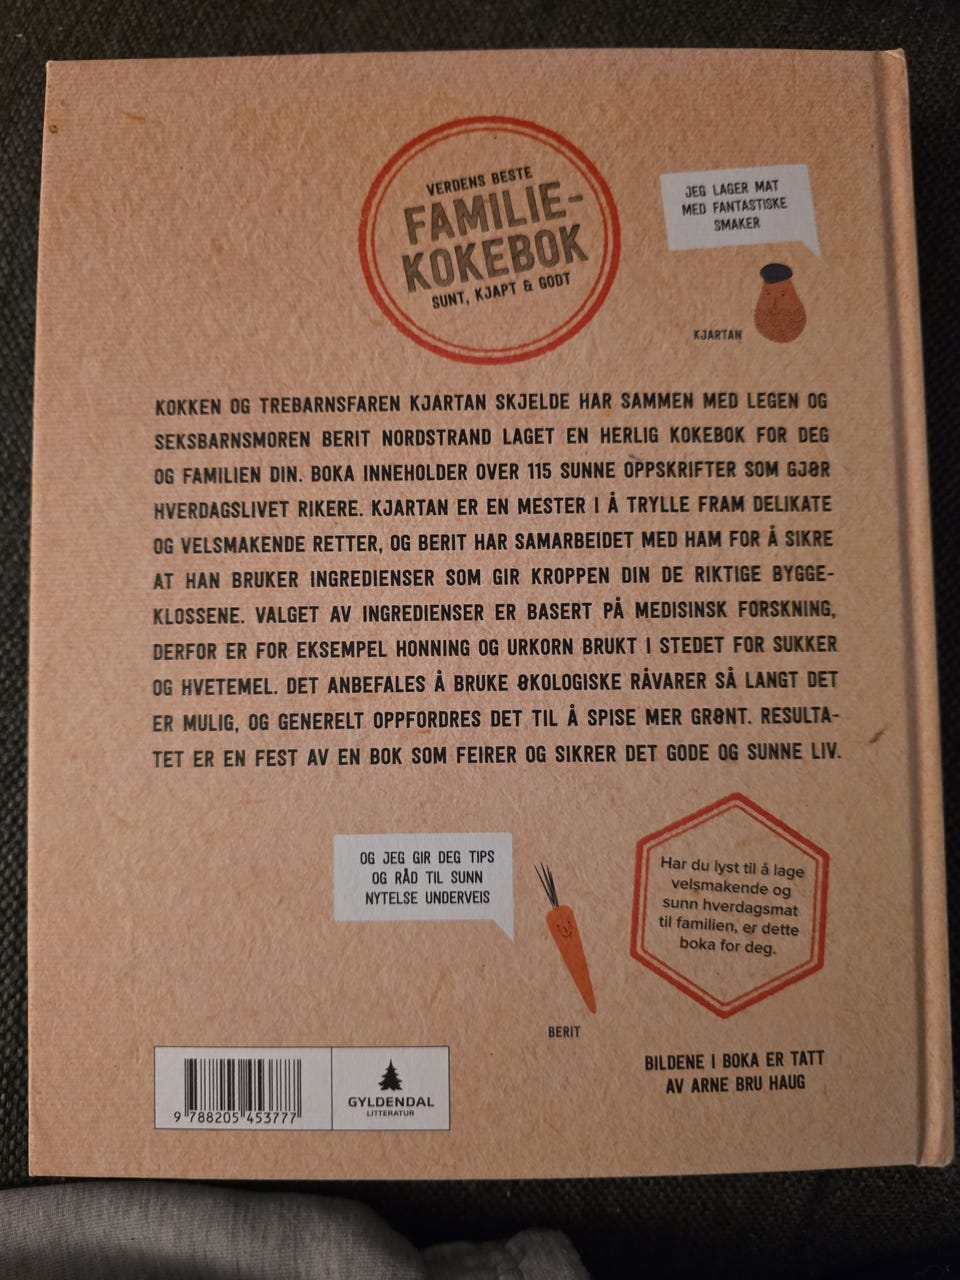 VERDENS BESTE
FAMILIE-
KOKEBOK
SUNT, KJAPT & GODT
JEG LAGER MAT
MED FANTASTISKE
SMAKER
KJARTAN
KOKKEN OG TREBARNSFAREN KJARTAN SKJELDE HAR SAMMEN MED LEGEN OG
SEKSBARNSMOREN BERIT NORDSTRAND LAGET EN HERLIG KOKEBOK FOR DEG
OG FAMILIEN DIN. BOKA INNEHOLDER OVER 115 SUNNE OPPSKRIFTER SOM GJØR
HVERDAGSLIVET RIKERE. KJARTAN ER EN MESTER I Å TRYLLE FRAM DELIKATE
OG VELSMAKENDE RETTER, OG BERIT HAR SAMARBEIDET MED HAM FOR Å SIKRE
AT HAN BRUKER INGREDIENSER SOM GIR KROPPEN DIN DE RIKTIGE BYGGE-
KLOSSENE. VALGET AV INGREDIENSER ER BASERT PÅ MEDISINSK FORSKNING,
DERFOR ER FOR EKSEMPEL HONNING OG URKORN BRUKT I STEDET FOR SUKKER
OG HVETEMEL. DET ANBEFALES Å BRUKE ØKOLOGISKE RÅVARER SÅ LANGT DET
ER MULIG, OG GENERELT OPPFORDRES DET TIL Å SPISE MER GRØNT. RESULTA-
TET ER EN FEST AV EN BOK SOM FEIRER OG SIKRER DET GODE OG SUNNE LIV.
OG JEG GIR DEG TIPS
OG RÅD TIL SUNN
NYTELSE UNDERVEIS
BERIT
Har du lyst til å lage
velsmakende og
sunn hverdagsmat
til familien, er dette
boka for deg.
BILDENE I BOKA ER TATT
AV ARNE BRU HAUG
9 788205 453777
GYLDENDAL
LITTERATUR